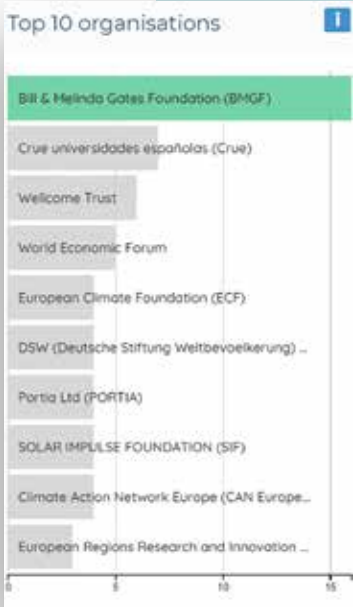 Top 10 organisations
i
Bill & Melinda Gates Foundation (BMGF)
Crue universidades españolas (Crue)
Wellcome Trust
World Economic Forum
European Climate Foundation (ECF)
DSW (Deutsche Stiftung Weltbevoelkerung) ...
Portia Ltd (PORTIA)
SOLAR IMPULSE FOUNDATION (SIF)
Climate Action Network Europe (CAN Europe...
European Regions Research and Innovation ...
0 5 10 15